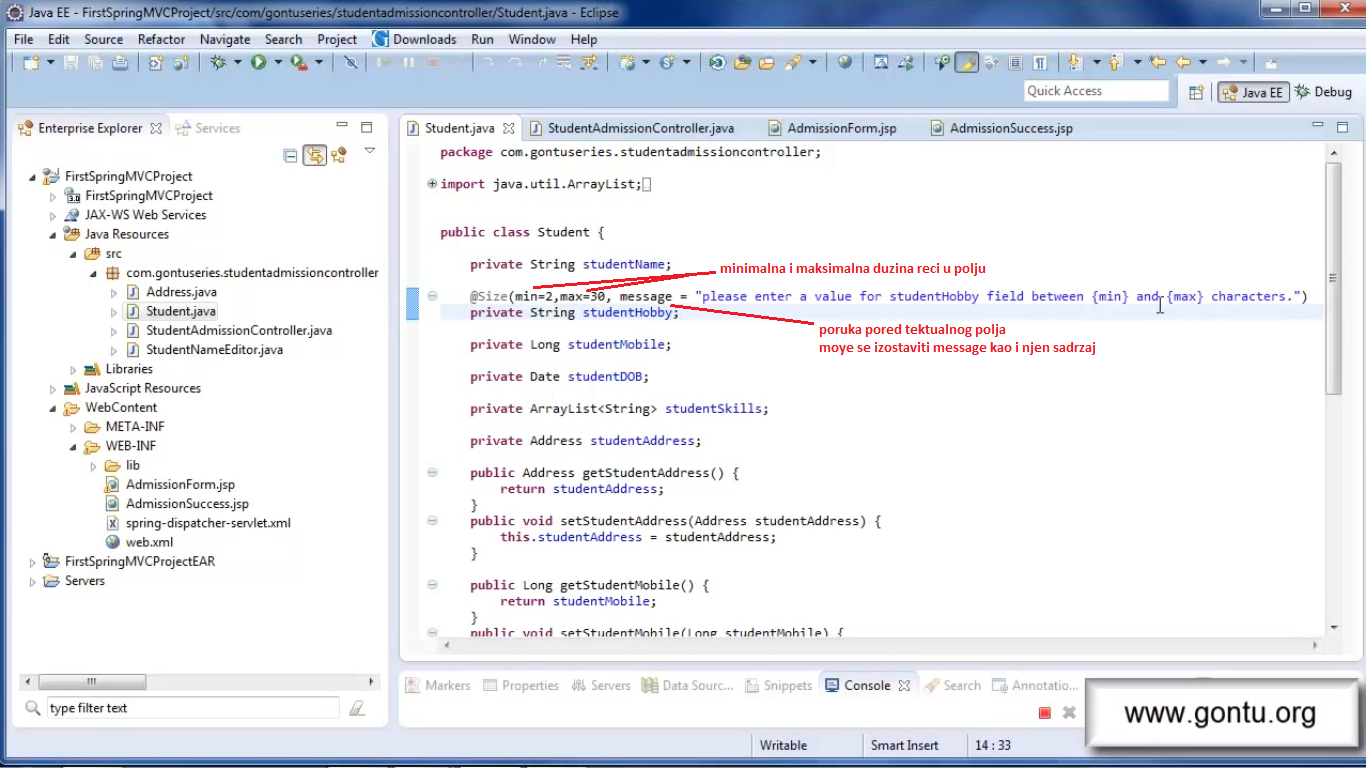 Java EE - FirstSpringMVCProject/src/com/gontuseries/studentadmissioncontroller/Student.java - Eclipse
File Edit Source Refactor Navigate Search Project Downloads Run Window Help
Quick Access
Java EE Debug
Enterprise Explorer Services
Student.java StudentAdmissionController.java AdmissionForm.jsp AdmissionSuccess.jsp
FirstSpringMVCProject
FirstSpringMVCProject
JAX-WS Web Services
Java Resources
src
com.gontuseries.studentadmissioncontroller
Address.java
Student.java
StudentAdmissionController.java
StudentNameEditor.java
Libraries
JavaScript Resources
WebContent
META-INF
WEB-INF
lib
AdmissionForm.jsp
AdmissionSuccess.jsp
spring-dispatcher-servlet.xml
web.xml
FirstSpringMVCProjectEAR
Servers
type filter text
package com.gontuseries.studentadmissioncontroller;
import java.util.ArrayList;
public class Student {
private String studentName;
minimalna i maksimalna duzina reci u polju
@Size(min=2,max=30, message = "please enter a value for studentHobby field between {min} and {max} characters.")
private String studentHobby;
poruka pored tektualnog polja
moye se izostaviti message kao i njen sadrzaj
private Long studentMobile;
private Date studentDOB;
private ArrayList<String> studentSkills;
private Address studentAddress;
public Address getStudentAddress() {
return studentAddress;
}
public void setStudentAddress(Address studentAddress) {
this.studentAddress = studentAddress;
}
public Long getStudentMobile() {
return studentMobile;
}
public void setStudentMobile(Long studentMobile) {
Markers Properties Servers Data Sourc... Snippets Console Search Annotatio...
www.gontu.org
Writable Smart Insert 14 : 33